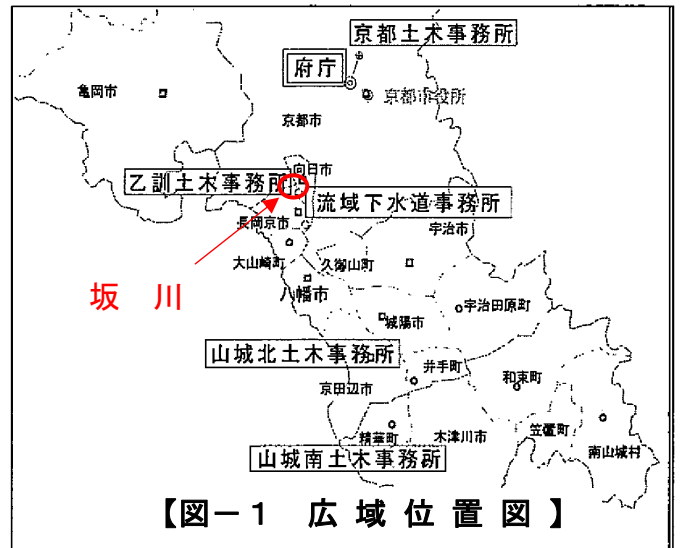 京都土木事務所
府庁
亀岡市
京都市役所
京都市
向日市
乙訓土木事務所
流域下水道事務所
長岡京市
宇治市
大山崎町
久御山町
坂 川
八幡市
宇治田原町
城陽市
山城北土木事務所
井手町
和束町
京田辺市
精華町
木津川市
笠置町
南山城村
山城南土木事務所
【図－１ 広 域 位 置 図 】